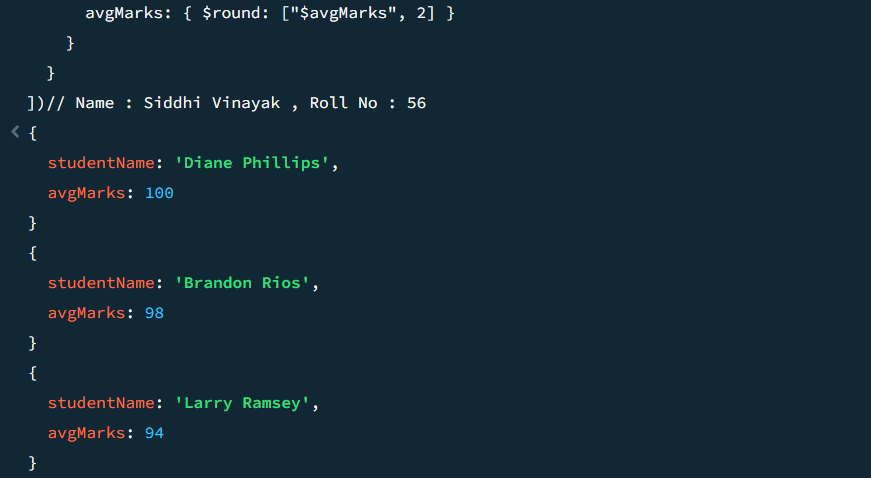 avgMarks: { $round: ["$avgMarks", 2] }
}
}
])// Name : Siddhi Vinayak , Roll No : 56
{
studentName: 'Diane Phillips',
avgMarks: 100
}
{
studentName: 'Brandon Rios',
avgMarks: 98
}
{
studentName: 'Larry Ramsey',
avgMarks: 94
}